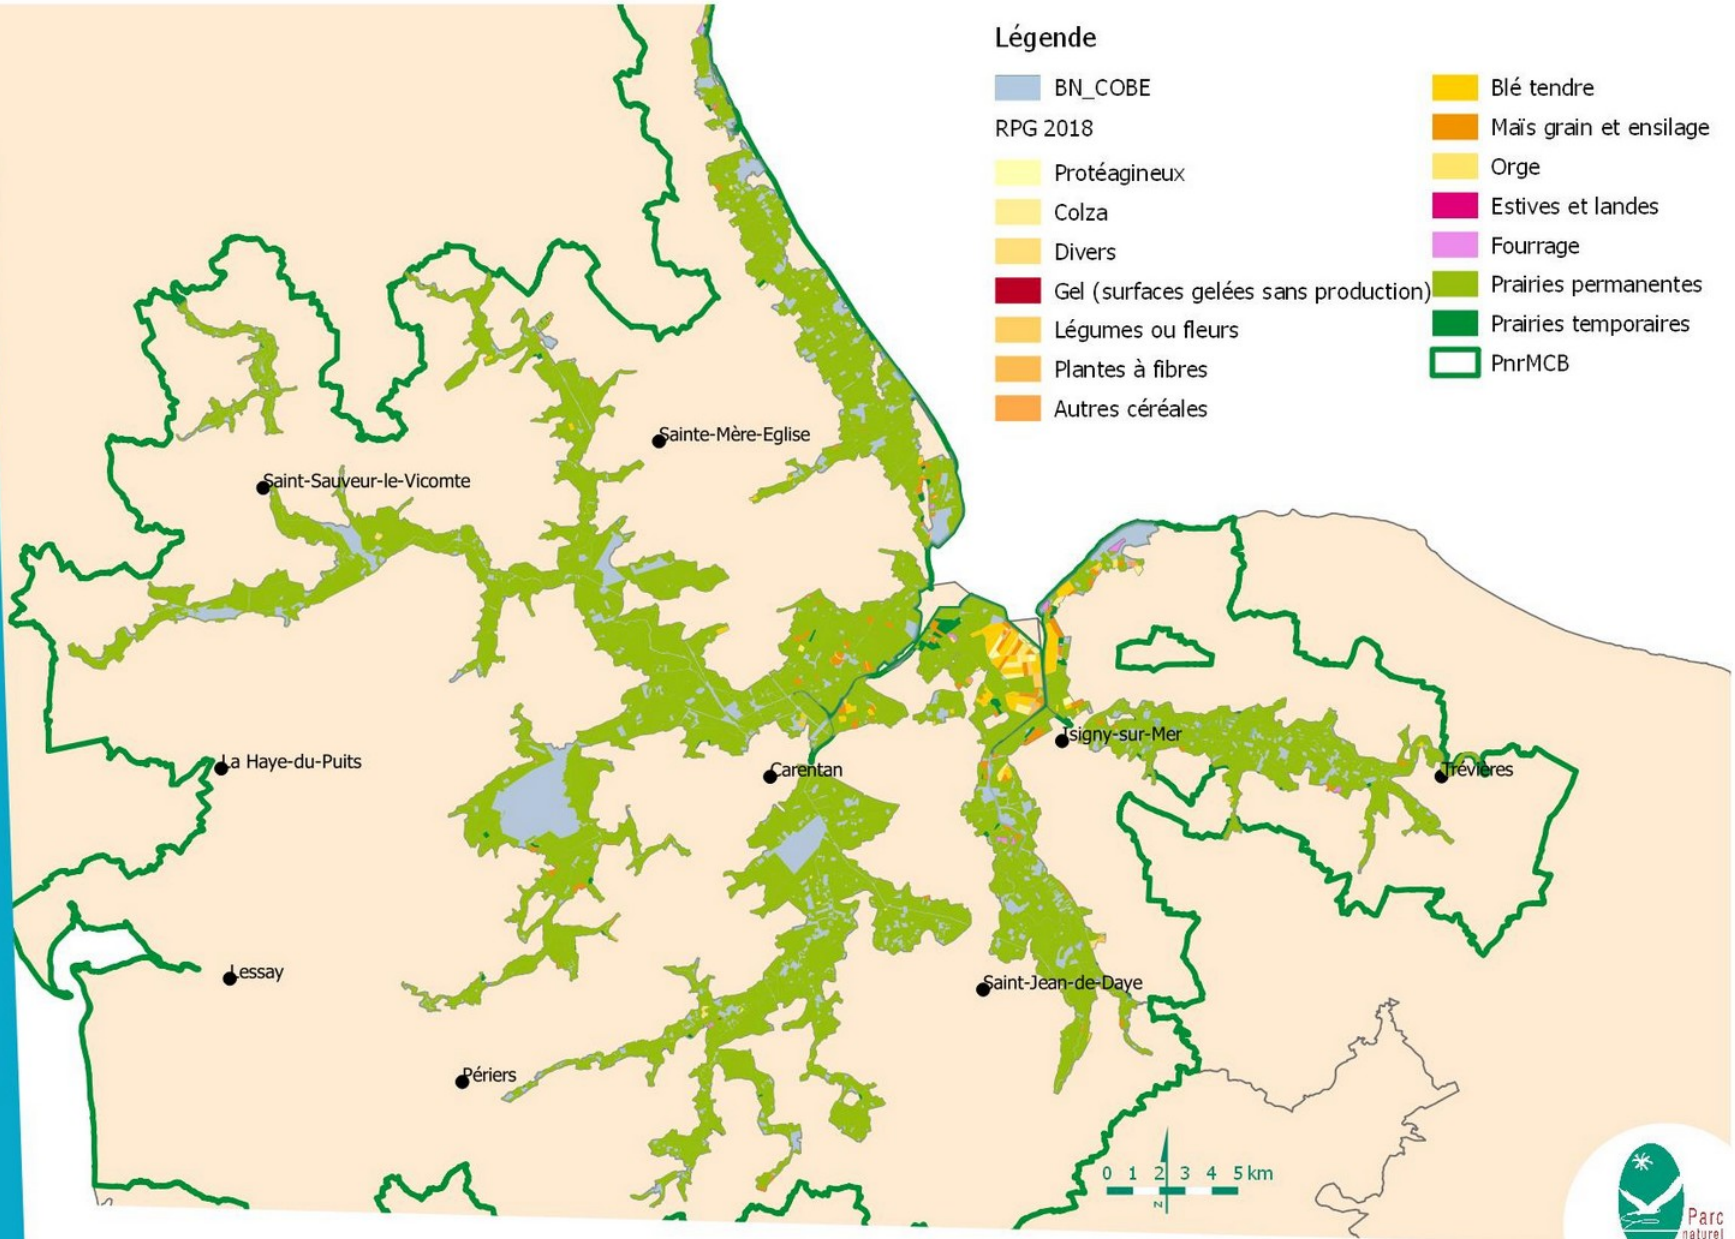 Légende
BN_COBE
RPG 2018
Protéagineux
Colza
Divers
Gel (surfaces gelées sans production)
Légumes ou fleurs
Plantes à fibres
Autres céréales
Blé tendre
Maïs grain et ensilage
Orge
Estives et landes
Fourrage
Prairies permanentes
Prairies temporaires
PnrMCB
Sainte-Mère-Eglise
Saint-Sauveur-le-Vicomte
Isigny-sur-Mer
La Haye-du-Puits
Carentan
Trévières
Lessay
Saint-Jean-de-Daye
Périers
0 1 2 3 4 5 km
N
Parc
naturel